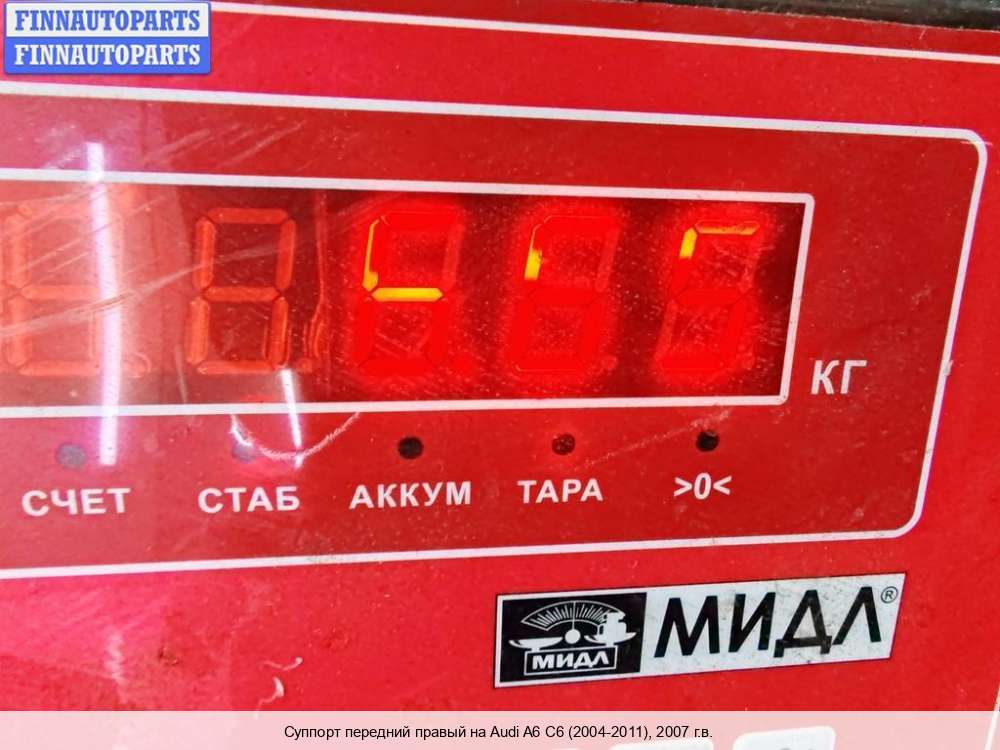 FINNAUTOPARTS
FINNAUTOPARTS
КГ
СЧЕТ СТАБ АККУМ ТАРА >0<
МИДЛ МИДЛ®
Суппорт передний правый на Audi A6 C6 (2004-2011), 2007 г.в.